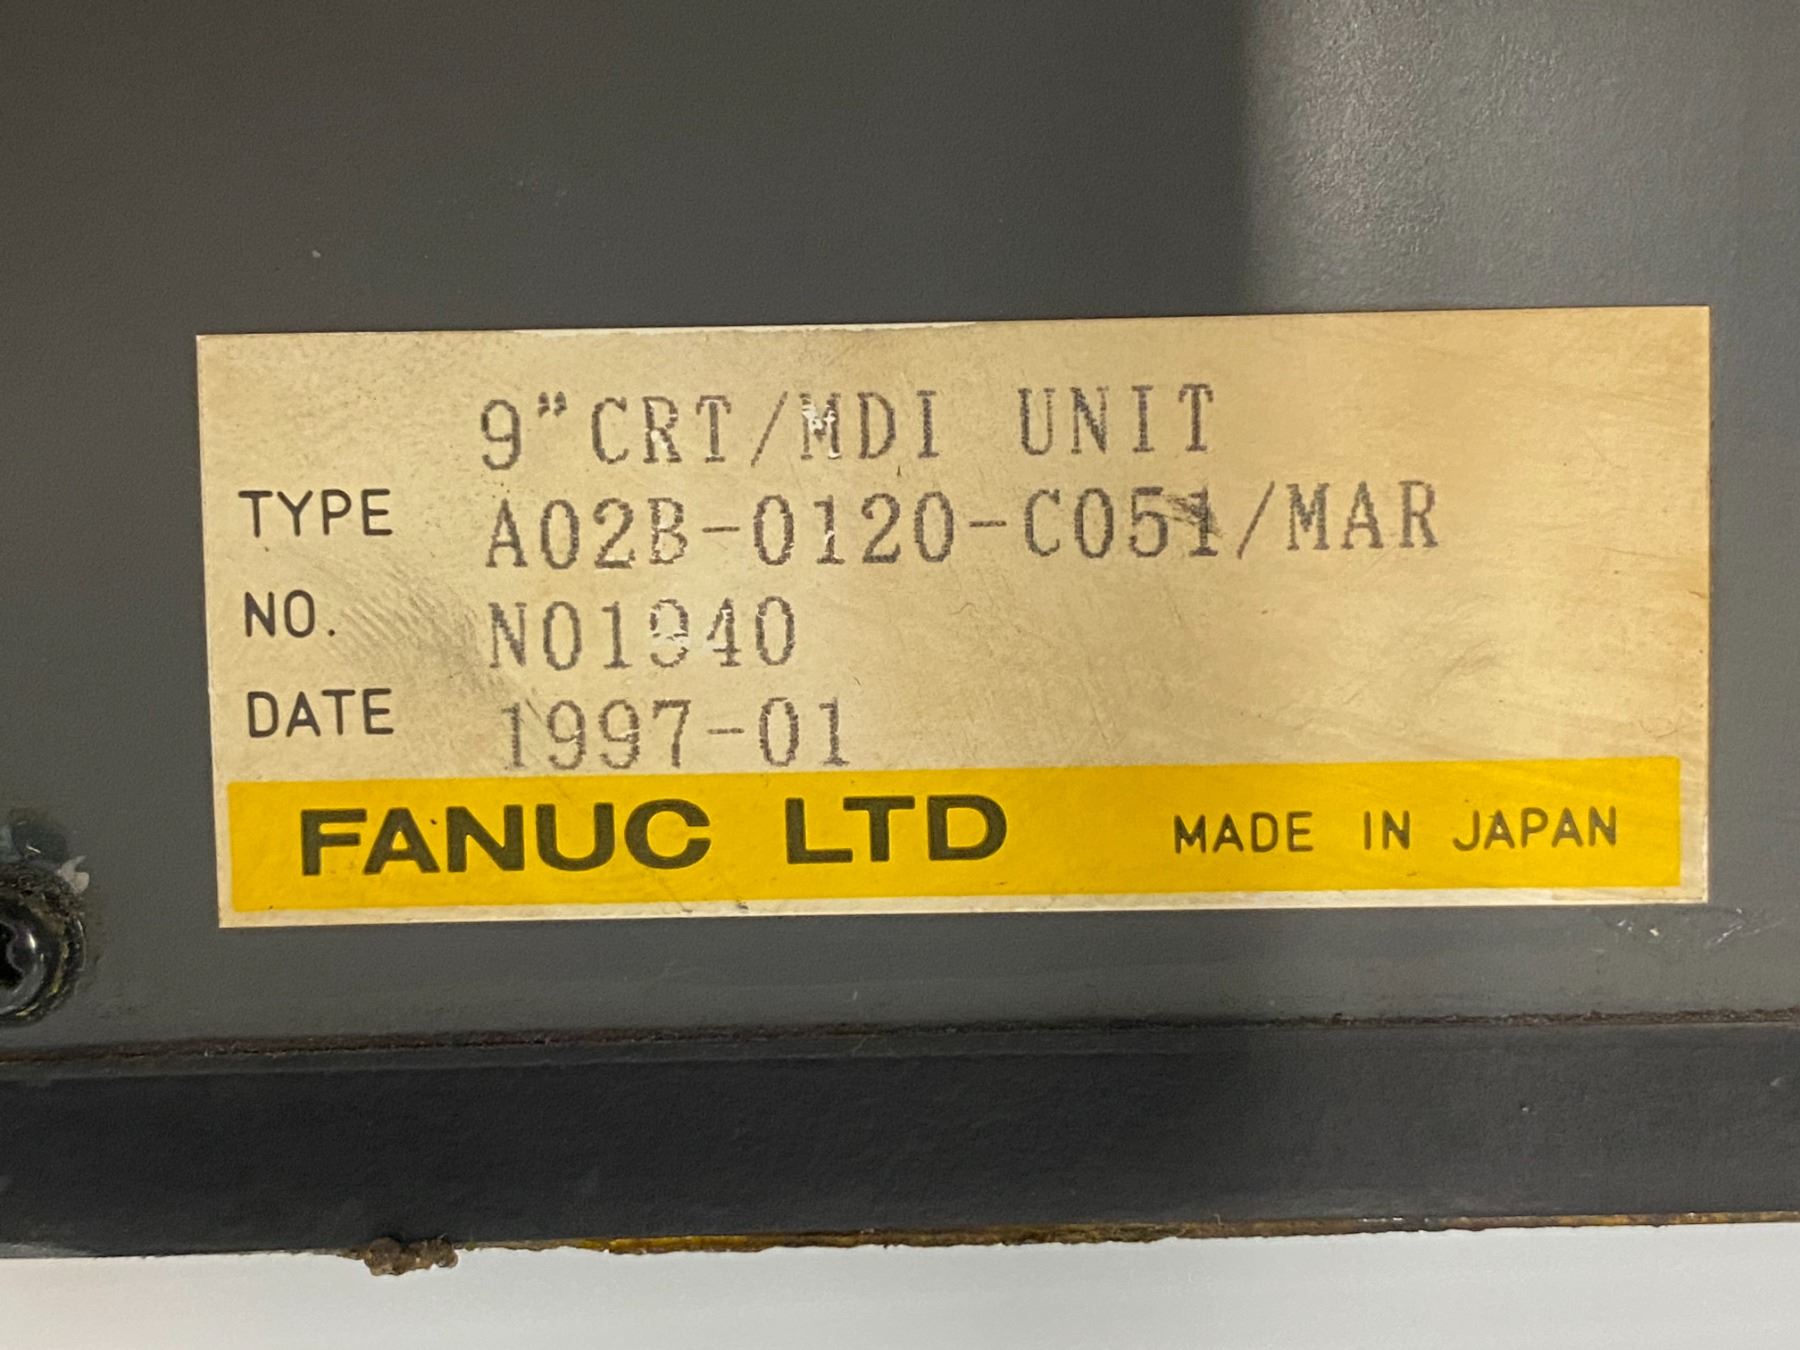 9"CRT/MDI UNIT
TYPE A02B-0120-C051/MAR
NO. N01940
DATE 1997-01
FANUC LTD MADE IN JAPAN